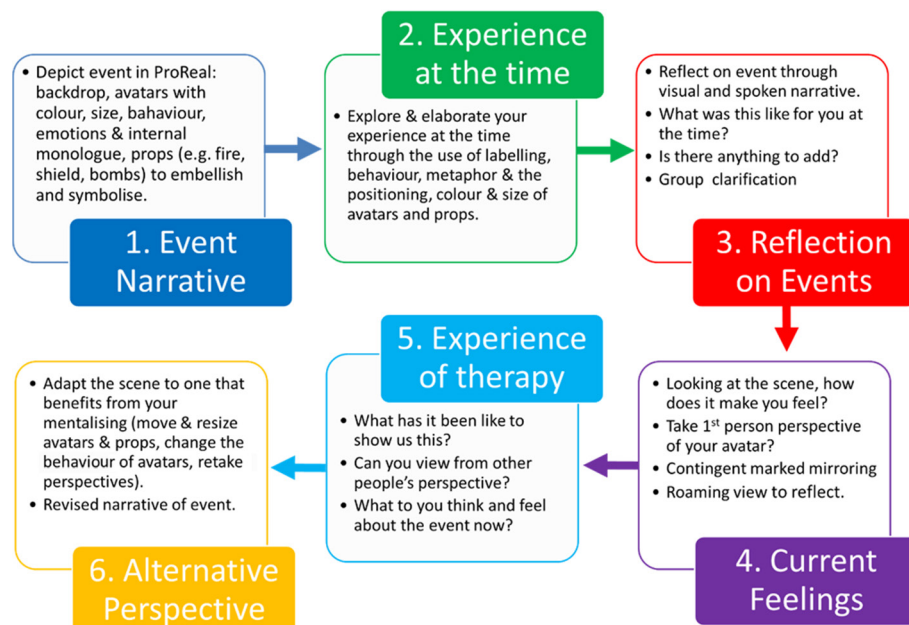 • Depict event in ProReal:
backdrop, avatars with
colour, size, bahaviour,
emotions & internal
monologue, props (e.g. fire,
shield, bombs) to embellish
and symbolise.
1. Event
Narrative
2. Experience
at the time
• Explore & elaborate your
experience at the time
through the use of labelling,
behaviour, metaphor & the
positioning, colour & size of
avatars and props.
• Reflect on event through
visual and spoken narrative.
• What was this like for you at
the time?
• Is there anything to add?
• Group clarification
3. Reflection
on Events
• Looking at the scene, how
does it make you feel?
• Take 1st person perspective
of your avatar?
• Contingent marked mirroring
• Roaming view to reflect.
4. Current
Feelings
5. Experience
of therapy
• What has it been like to
show us this?
• Can you view from other
people's perspective?
• What to you think and feel
about the event now?
• Adapt the scene to one that
benefits from your
mentalising (move & resize
avatars & props, change the
behaviour of avatars, retake
perspectives).
• Revised narrative of event.
6. Alternative
Perspective